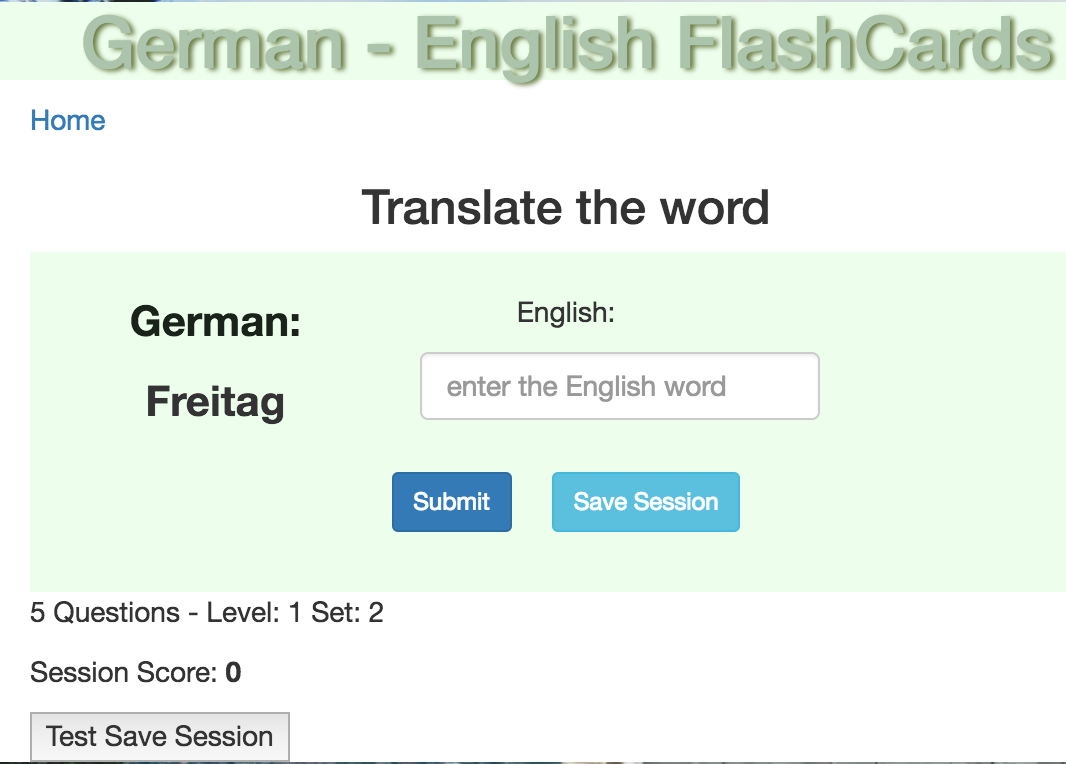 German - English FlashCards
Home
Translate the word
German:
English:
enter the English word
Freitag
Submit
Save Session
5 Questions - Level: 1 Set: 2
Session Score: 0
Test Save Session